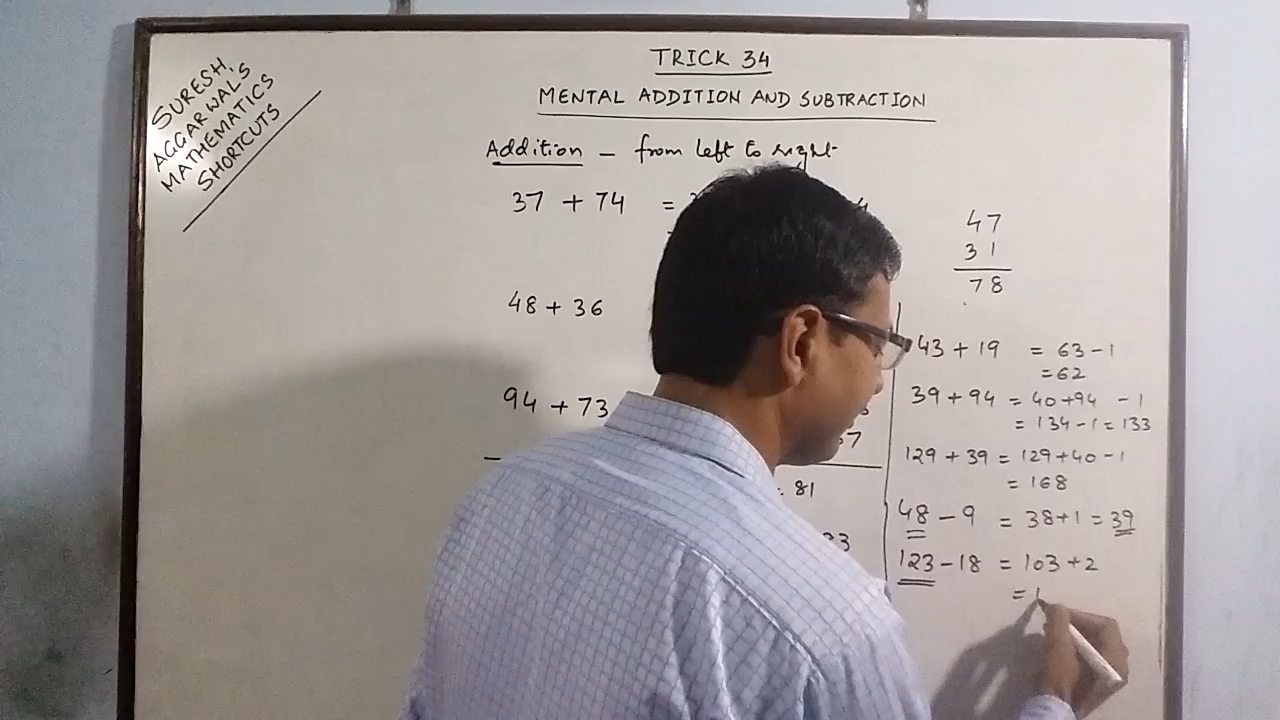 SURESH
AGGARWAL'S
MATHEMATICS
SHORTCUTS
TRICK 34
MENTAL ADDITION AND SUBTRACTION
Addition – from left to right
37 + 74 =
48 + 36
94 + 73
= 81
47
31
78
43 + 19 = 63 - 1
= 62
39 + 94 = 40 + 94 - 1
= 134 - 1 = 133
129 + 39 = 129 + 40 - 1
= 168
48 - 9 = 38 + 1 = 39
123 - 18 = 103 + 2
= 1